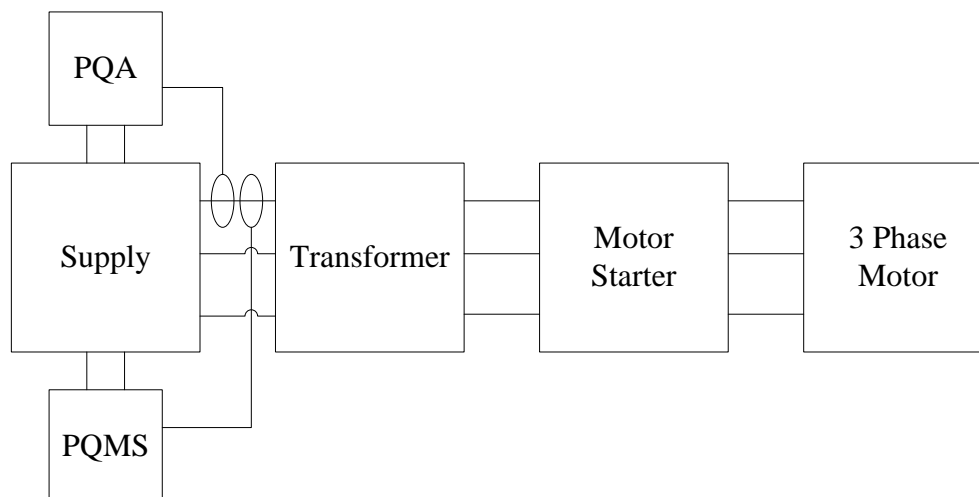 PQA
Supply
Transformer
Motor
Starter
3 Phase
Motor
PQMS